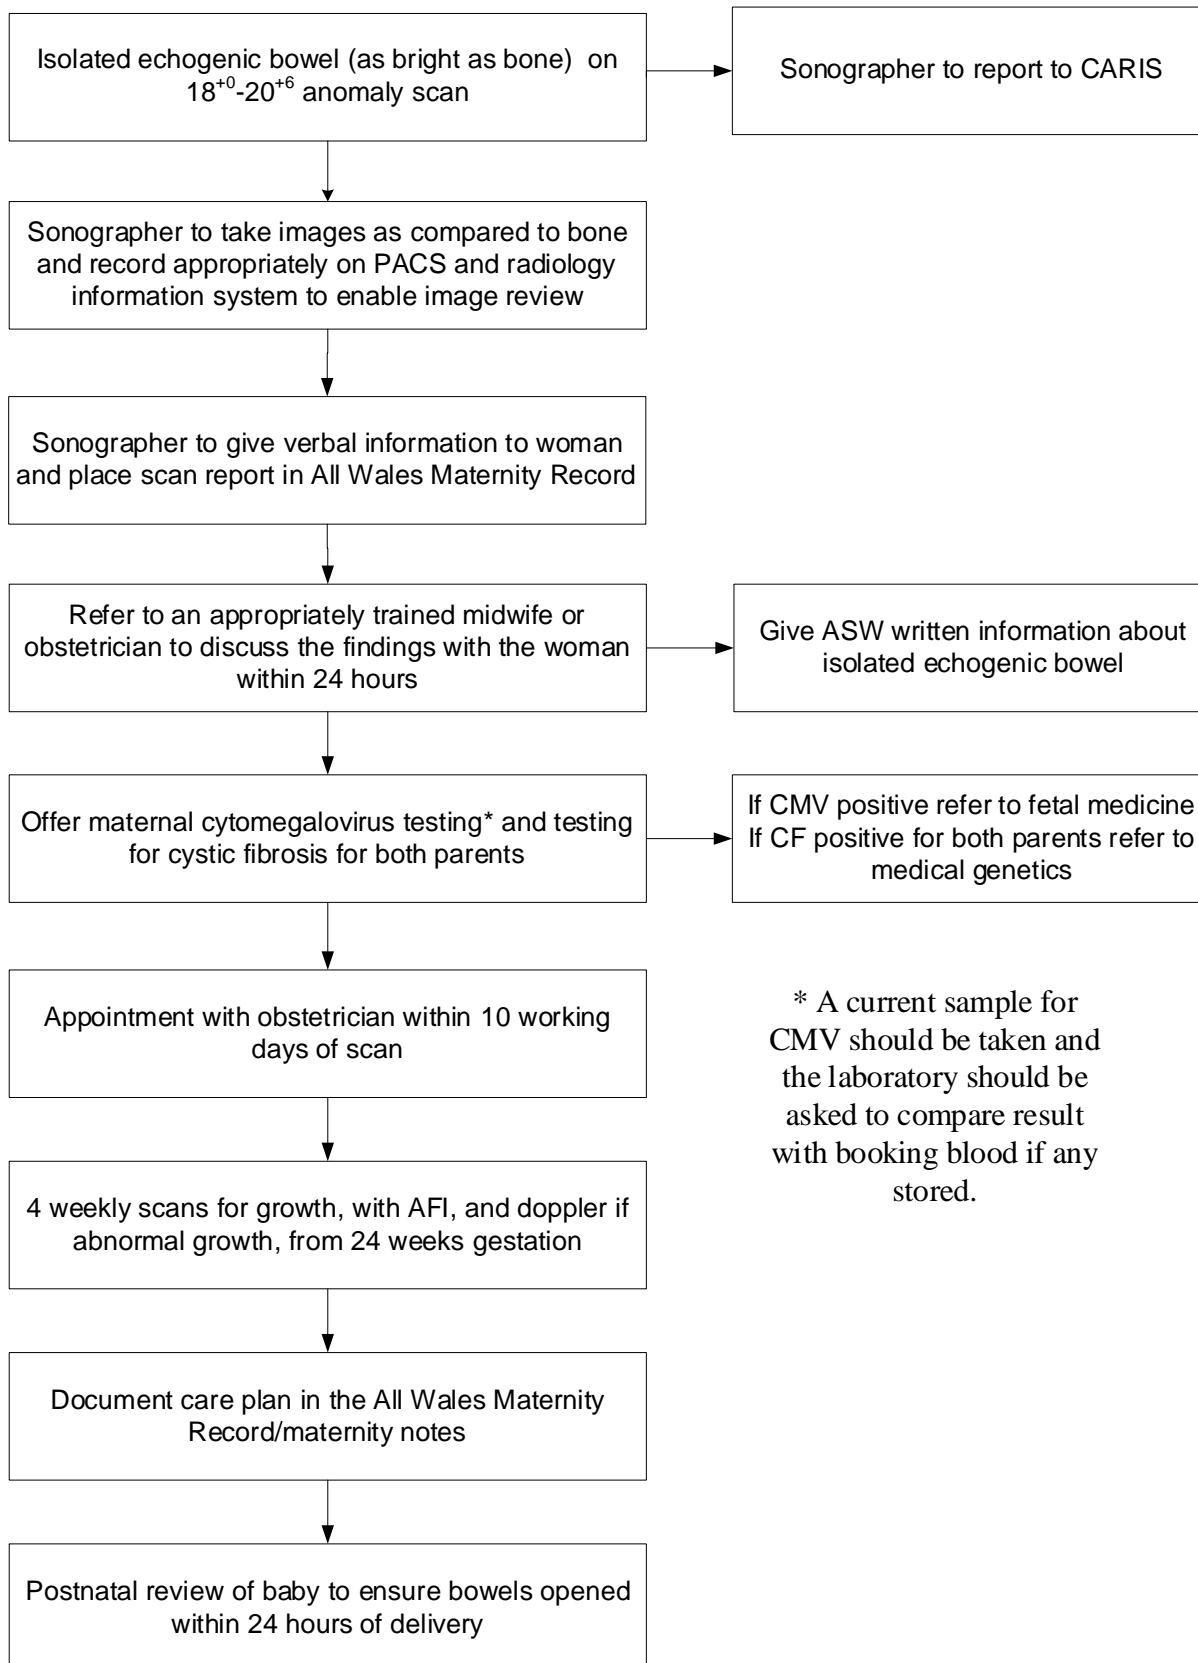 Isolated echogenic bowel (as bright as bone)  on
18+0-20+6 anomaly scan
Sonographer to report to CARIS
Sonographer to take images as compared to bone
and record appropriately on PACS and radiology
information system to enable image review
Sonographer to give verbal information to woman
and place scan report in All Wales Maternity Record
Refer to an appropriately trained midwife or
obstetrician to discuss the findings with the woman
within 24 hours
Give ASW written information about
isolated echogenic bowel
Offer maternal cytomegalovirus testing* and testing
for cystic fibrosis for both parents
If CMV positive refer to fetal medicine
If CF positive for both parents refer to
medical genetics
Appointment with obstetrician within 10 working
days of scan
* A current sample for
CMV should be taken and
the laboratory should be
asked to compare result
with booking blood if any
stored.
4 weekly scans for growth, with AFI, and doppler if
abnormal growth, from 24 weeks gestation
Document care plan in the All Wales Maternity
Record/maternity notes
Postnatal review of baby to ensure bowels opened
within 24 hours of delivery